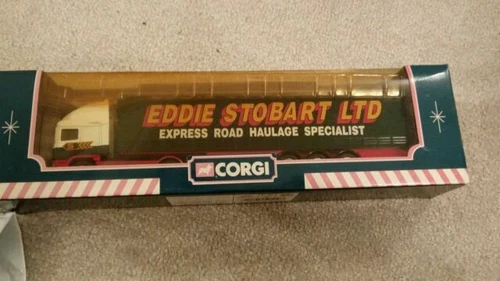 EDDIE STOBART LTD
EXPRESS ROAD HAULAGE SPECIALIST
CORGI